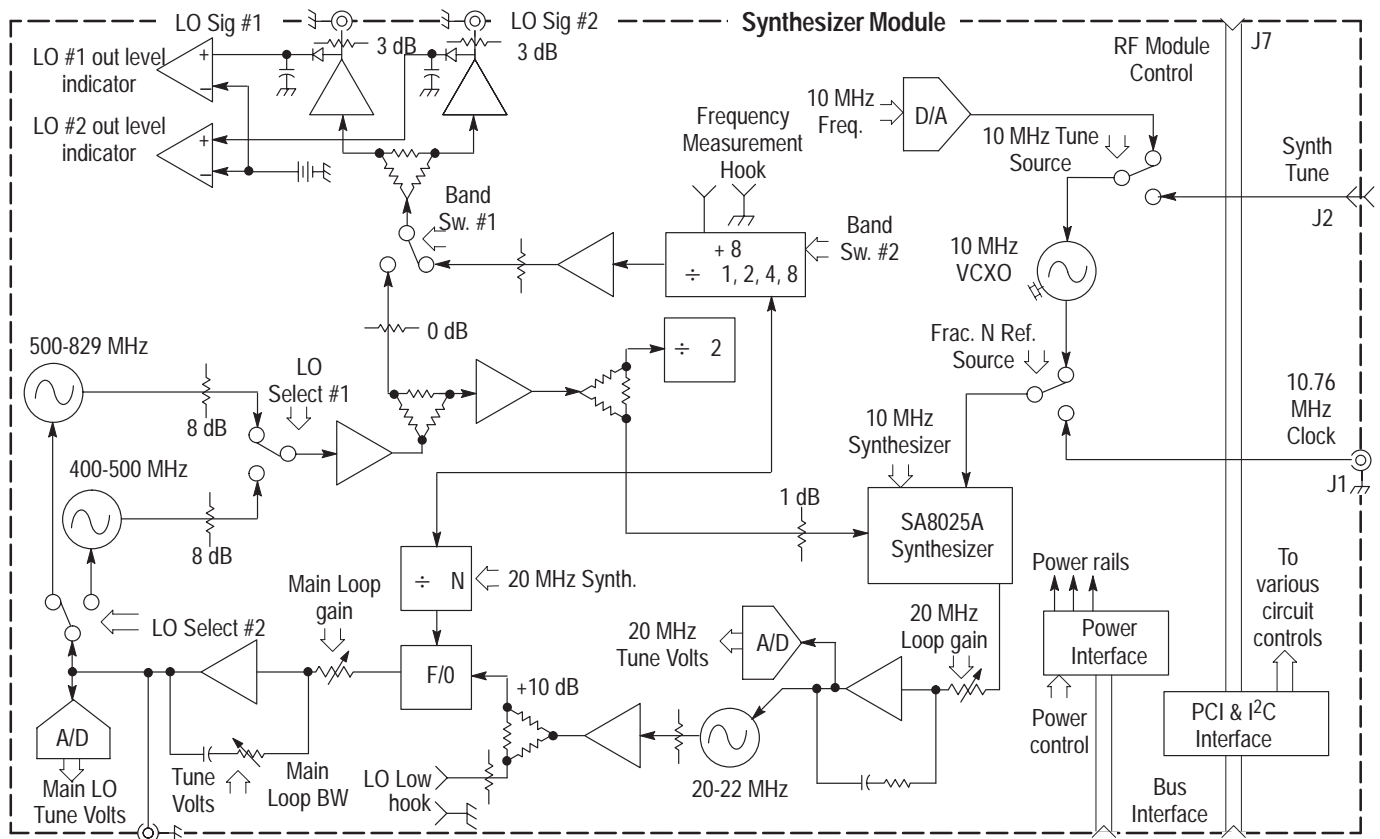 LO Sig #1
LO Sig #2
Synthesizer Module
J7
3 dB
3 dB
LO #1 out level
indicator
+
−
LO #2 out level
indicator
+
−
RF Module
Control
10 MHz
Freq.
D/A
Frequency
Measurement
Hook
10 MHz Tune
Source
Synth
Tune
J2
Band
Sw. #1
+ 8
÷ 1, 2, 4, 8
Band
Sw. #2
10 MHz
VCXO
0 dB
÷ 2
Frac. N Ref.
Source
500-829 MHz
LO
Select #1
8 dB
10.76
MHz
Clock
J1
10 MHz
Synthesizer
400-500 MHz
8 dB
1 dB
SA8025A
Synthesizer
÷ N
20 MHz Synth.
Power rails
To
various
circuit
controls
Main Loop
gain
LO Select #2
20 MHz
Tune Volts
A/D
20 MHz
Loop gain
Power
Interface
F/0
+10 dB
A/D
Main LO
Tune Volts
Tune
Volts
Main
Loop BW
LO Low
hook
20-22 MHz
Power
control
PCI & I²C
Interface
Bus
Interface